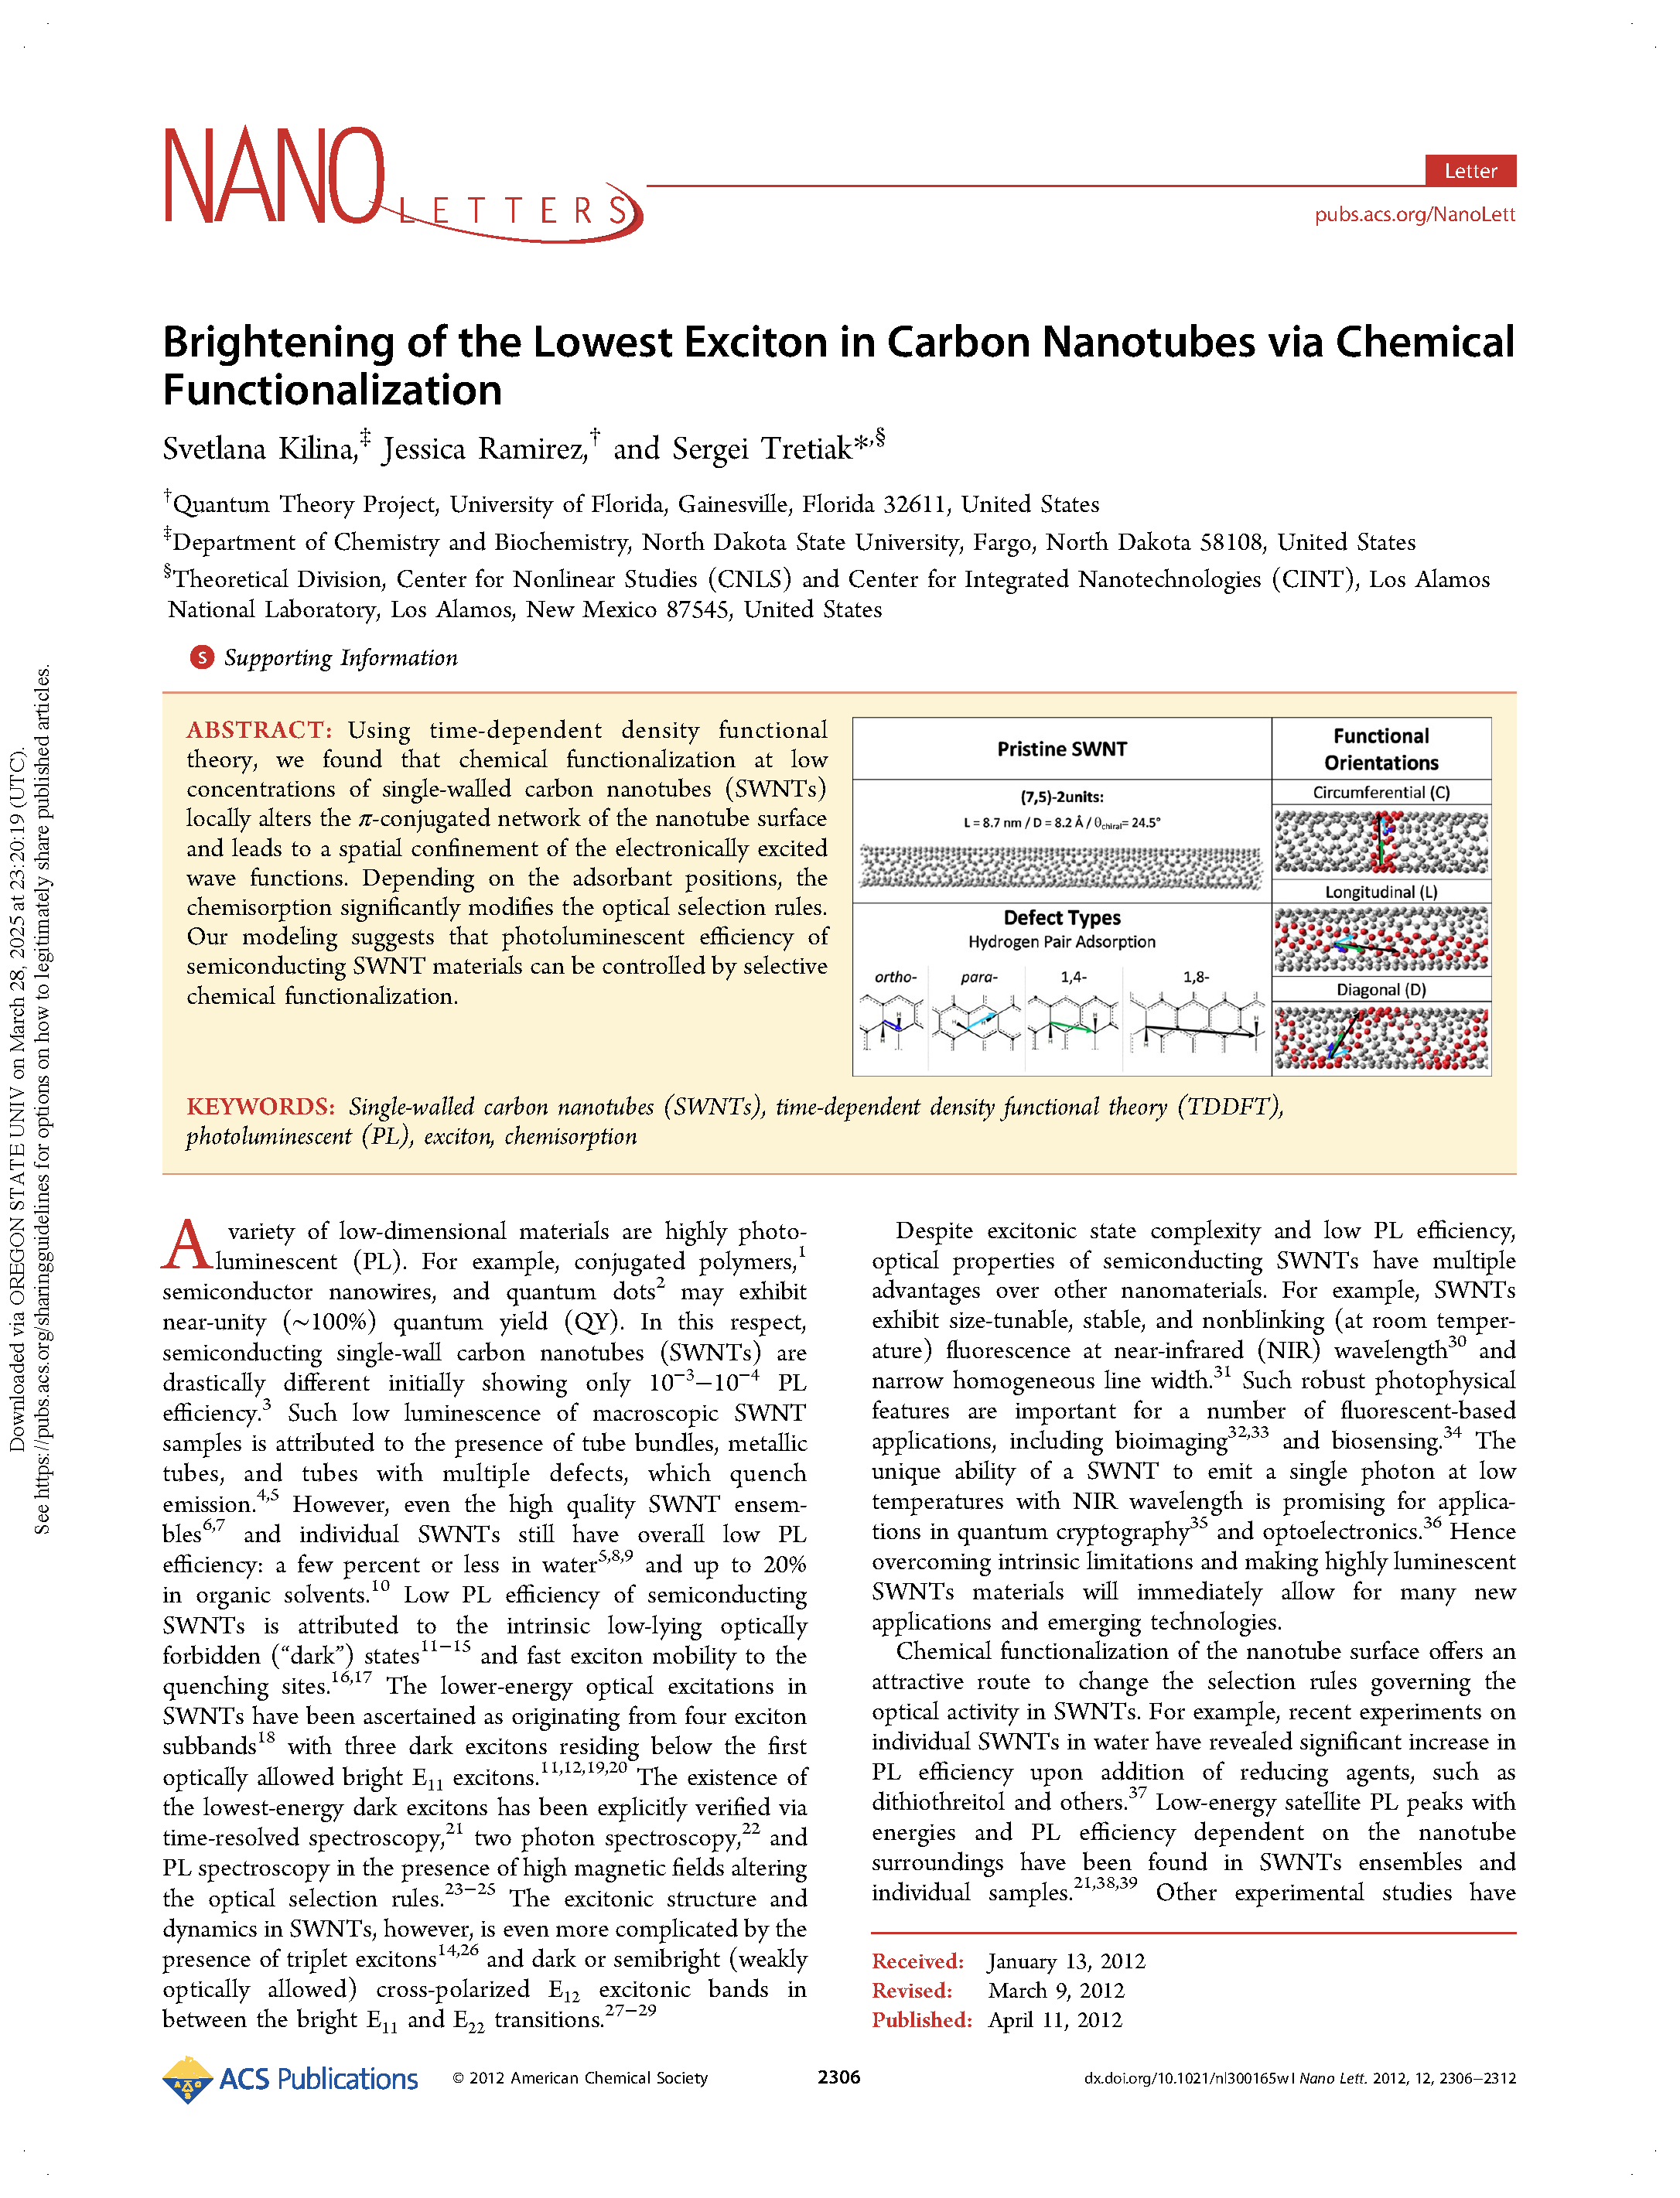 NANO LETTERS
Letter
pubs.acs.org/NanoLett
Brightening of the Lowest Exciton in Carbon Nanotubes via Chemical
Functionalization
Svetlana Kilina,‡ Jessica Ramirez,† and Sergei Tretiak*,§
†Quantum Theory Project, University of Florida, Gainesville, Florida 32611, United States
‡Department of Chemistry and Biochemistry, North Dakota State University, Fargo, North Dakota 58108, United States
§Theoretical Division, Center for Nonlinear Studies (CNLS) and Center for Integrated Nanotechnologies (CINT), Los Alamos
National Laboratory, Los Alamos, New Mexico 87545, United States
S Supporting Information
ABSTRACT: Using time-dependent density functional
theory, we found that chemical functionalization at low
concentrations of single-walled carbon nanotubes (SWNTs)
locally alters the π-conjugated network of the nanotube surface
and leads to a spatial confinement of the electronically excited
wave functions. Depending on the adsorbant positions, the
chemisorption significantly modifies the optical selection rules.
Our modeling suggests that photoluminescent efficiency of
semiconducting SWNT materials can be controlled by selective
chemical functionalization.
Pristine SWNT
(7,5)-2units:
L = 8.7 nm / D = 8.2 Å / θchiral= 24.5°
Defect Types
Hydrogen Pair Adsorption
ortho- para- 1,4- 1,8-
H H H H H H H H
Functional
Orientations
Circumferential (C)
Longitudinal (L)
Diagonal (D)
KEYWORDS: Single-walled carbon nanotubes (SWNTs), time-dependent density functional theory (TDDFT),
photoluminescent (PL), exciton, chemisorption
A variety of low-dimensional materials are highly photo-
luminescent (PL). For example, conjugated polymers,1
semiconductor nanowires, and quantum dots2 may exhibit
near-unity (∼100%) quantum yield (QY). In this respect,
semiconducting single-wall carbon nanotubes (SWNTs) are
drastically different initially showing only 10−3−10−4 PL
efficiency.3 Such low luminescence of macroscopic SWNT
samples is attributed to the presence of tube bundles, metallic
tubes, and tubes with multiple defects, which quench
emission.4,5 However, even the high quality SWNT ensem-
bles6,7 and individual SWNTs still have overall low PL
efficiency: a few percent or less in water5,8,9 and up to 20%
in organic solvents.10 Low PL efficiency of semiconducting
SWNTs is attributed to the intrinsic low-lying optically
forbidden (“dark”) states11−15 and fast exciton mobility to the
quenching sites.16,17 The lower-energy optical excitations in
SWNTs have been ascertained as originating from four exciton
subbands18 with three dark excitons residing below the first
optically allowed bright E11 excitons.11,12,19,20 The existence of
the lowest-energy dark excitons has been explicitly verified via
time-resolved spectroscopy,21 two photon spectroscopy,22 and
PL spectroscopy in the presence of high magnetic fields altering
the optical selection rules.23−25 The excitonic structure and
dynamics in SWNTs, however, is even more complicated by the
presence of triplet excitons14,26 and dark or semibright (weakly
optically allowed) cross-polarized E12 excitonic bands in
between the bright E11 and E22 transitions.27−29
Despite excitonic state complexity and low PL efficiency,
optical properties of semiconducting SWNTs have multiple
advantages over other nanomaterials. For example, SWNTs
exhibit size-tunable, stable, and nonblinking (at room temper-
ature) fluorescence at near-infrared (NIR) wavelength30 and
narrow homogeneous line width.31 Such robust photophysical
features are important for a number of fluorescent-based
applications, including bioimaging32,33 and biosensing.34 The
unique ability of a SWNT to emit a single photon at low
temperatures with NIR wavelength is promising for applica-
tions in quantum cryptography35 and optoelectronics.36 Hence
overcoming intrinsic limitations and making highly luminescent
SWNTs materials will immediately allow for many new
applications and emerging technologies.
Chemical functionalization of the nanotube surface offers an
attractive route to change the selection rules governing the
optical activity in SWNTs. For example, recent experiments on
individual SWNTs in water have revealed significant increase in
PL efficiency upon addition of reducing agents, such as
dithiothreitol and others.37 Low-energy satellite PL peaks with
energies and PL efficiency dependent on the nanotube
surroundings have been found in SWNTs ensembles and
individual samples.21,38,39 Other experimental studies have
Received: January 13, 2012
Revised: March 9, 2012
Published: April 11, 2012
ACS Publications
© 2012 American Chemical Society
2306
dx.doi.org/10.1021/nl300165w | Nano Lett. 2012, 12, 2306−2312
Downloaded via OREGON STATE UNIV on March 28, 2025 at 23:20:19 (UTC).
See https://pubs.acs.org/sharingguidelines for options on how to legitimately share published articles.